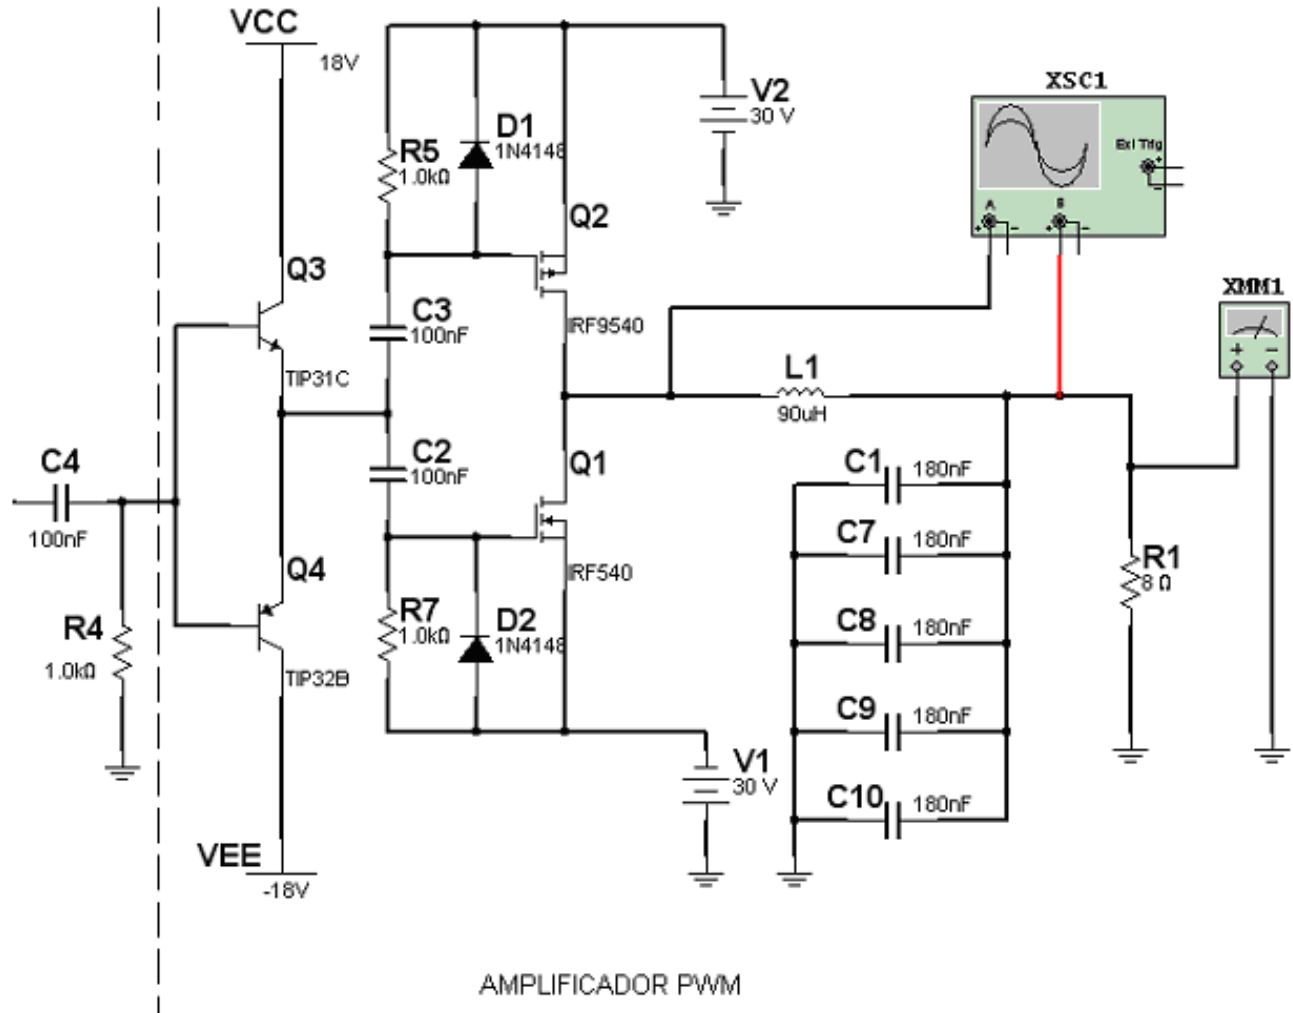 VCC
18V
XSC1
Ext Trig
+
-
A
B
+ - + -
V2
30 V
D1
1N4148
R5
1.0kΩ
Q2
Q3
XMM1
+ -
C3
100nF
IRF9540
TIP31C
L1
90uH
C4
100nF
C2
100nF
Q1
C1
180nF
C7
180nF
Q4
IRF540
R1
8 Ω
R4
1.0kΩ
R7
1.0kΩ
D2
1N4148
C8
180nF
TIP32B
C9
180nF
V1
30 V
C10
180nF
VEE
-18V
AMPLIFICADOR PWM